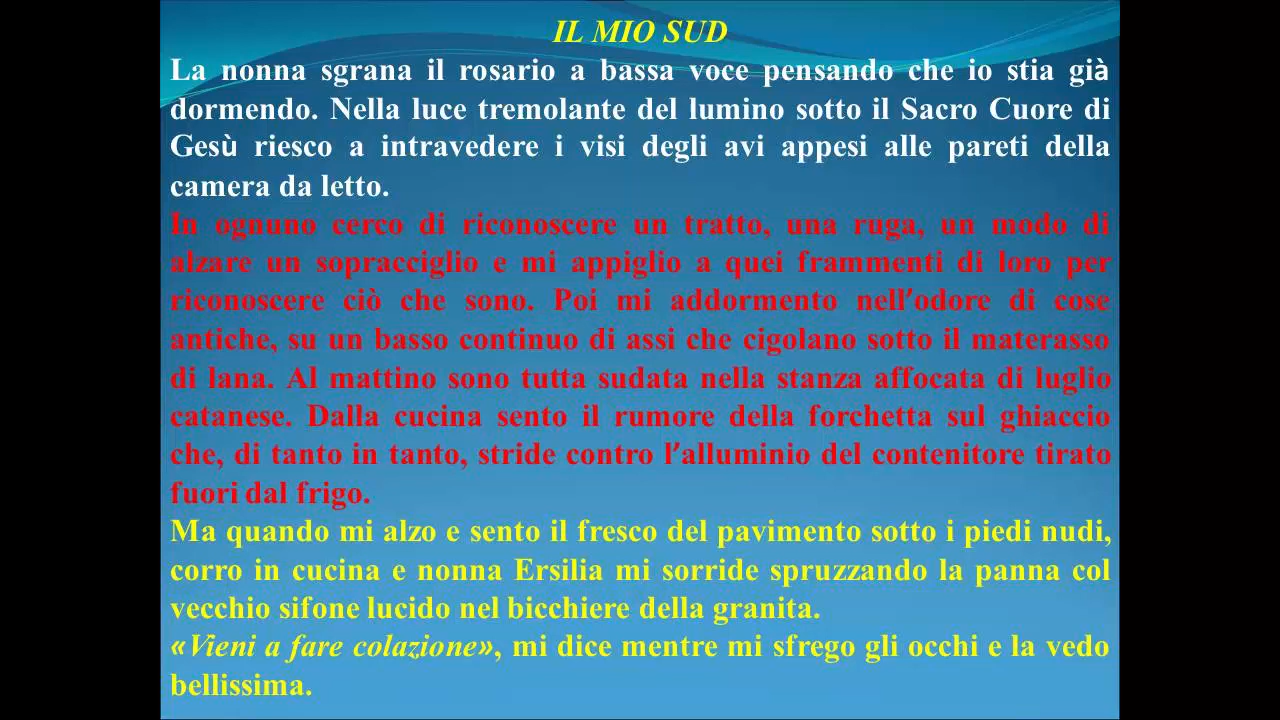 IL MIO SUD
La nonna sgrana il rosario a bassa voce pensando che io stia già
dormendo. Nella luce tremolante del lumino sotto il Sacro Cuore di
Gesù riesco a intravedere i visi degli avi appesi alle pareti della
camera da letto.
In ognuno cerco di riconoscere un tratto, una ruga, un modo di
alzare un sopracciglio e mi appiglio a quei frammenti di loro per
riconoscere ciò che sono. Poi mi addormento nell’odore di cose
antiche, su un basso continuo di assi che cigolano sotto il materasso
di lana. Al mattino sono tutta sudata nella stanza affocata di luglio
catanese. Dalla cucina sento il rumore della forchetta sul ghiaccio
che, di tanto in tanto, stride contro l’alluminio del contenitore tirato
fuori dal frigo.
Ma quando mi alzo e sento il fresco del pavimento sotto i piedi nudi,
corro in cucina e nonna Ersilia mi sorride spruzzando la panna col
vecchio sifone lucido nel bicchiere della granita.
«Vieni a fare colazione», mi dice mentre mi sfrego gli occhi e la vedo
bellissima.